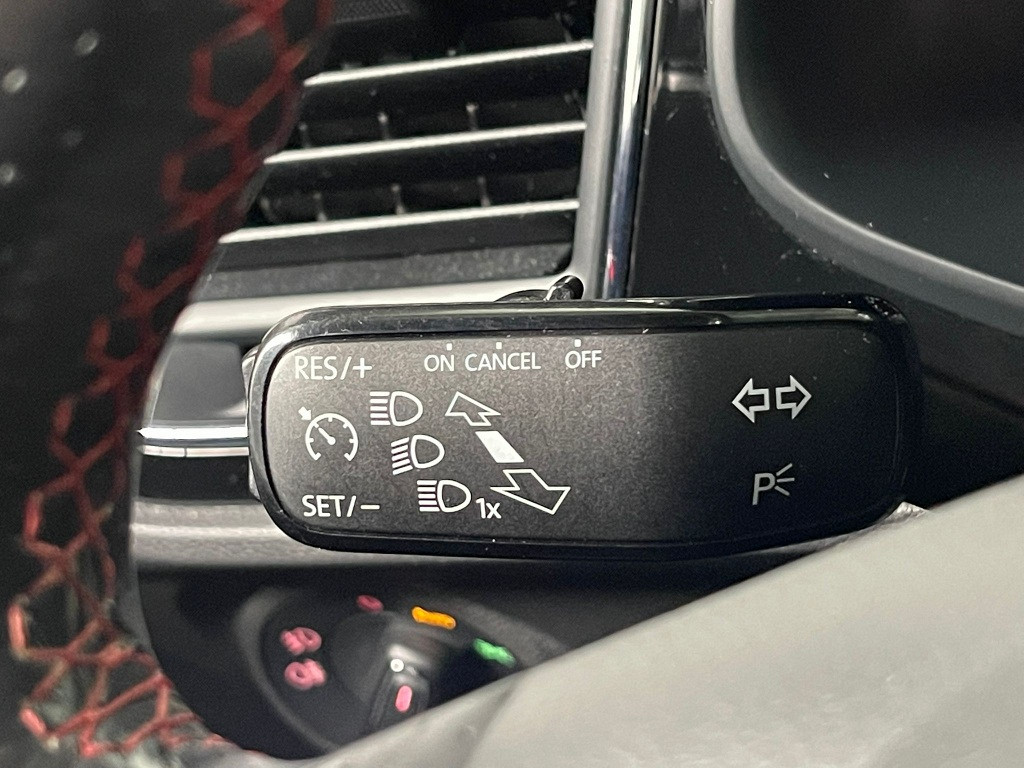 RES/+
ON CANCEL OFF
SET/−
1x
P